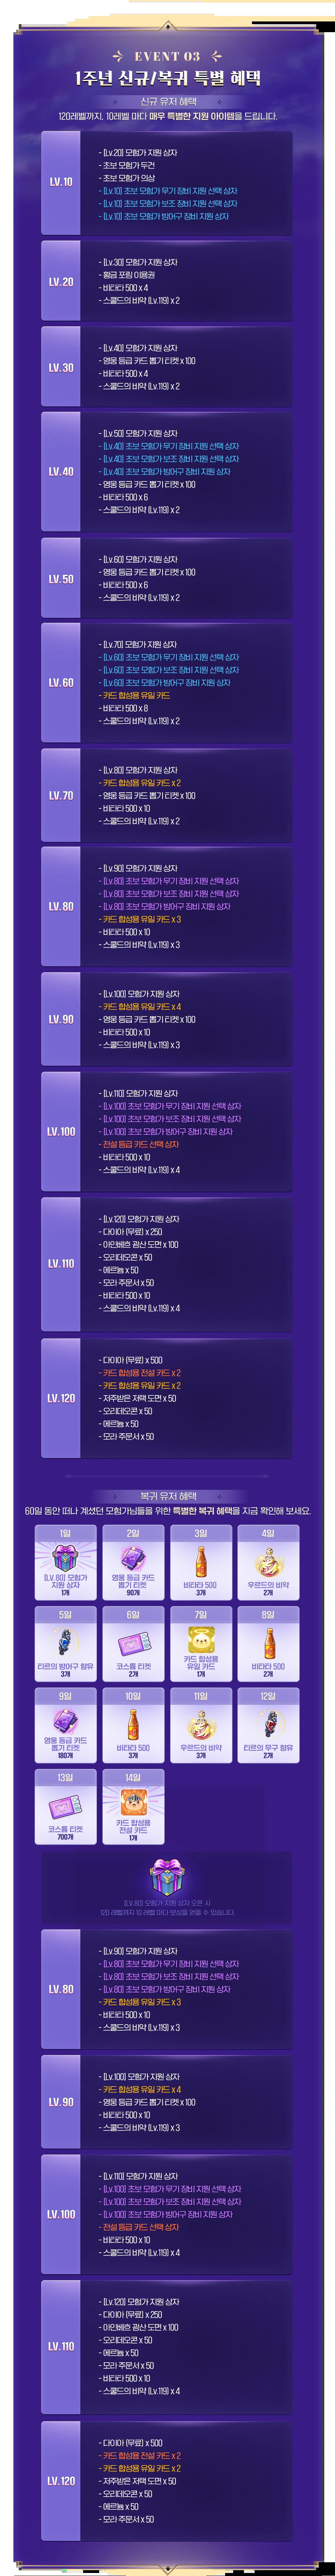 EVENT 03
1주년 신규/복귀 특별 혜택
신규 유저 혜택
120레벨까지, 10레벨 마다 매우 특별한 지원 아이템을 드립니다.
LV.10
- [Lv.20] 모험가 지원 상자
- 초보 모험가 두건
- 초보 모험가 의상
- [Lv.10] 초보 모험가 무기 장비 지원 선택 상자
- [Lv.10] 초보 모험가 보조 장비 지원 선택 상자
- [Lv.10] 초보 모험가 방어구 장비 지원 상자
LV.20
- [Lv.30] 모험가 지원 상자
- 황금 포링 이용권
- 비타타 500 x 4
- 스쿨드의 비약 (Lv.119) x 2
LV.30
- [Lv.40] 모험가 지원 상자
- 영웅 등급 카드 뽑기 티켓 x 100
- 비타타 500 x 4
- 스쿨드의 비약 (Lv.119) x 2
LV.40
- [Lv.50] 모험가 지원 상자
- [Lv.40] 초보 모험가 무기 장비 지원 선택 상자
- [Lv.40] 초보 모험가 보조 장비 지원 선택 상자
- [Lv.40] 초보 모험가 방어구 장비 지원 상자
- 영웅 등급 카드 뽑기 티켓 x 100
- 비타타 500 x 6
- 스쿨드의 비약 (Lv.119) x 2
LV.50
- [Lv.60] 모험가 지원 상자
- 영웅 등급 카드 뽑기 티켓 x 100
- 비타타 500 x 6
- 스쿨드의 비약 (Lv.119) x 2
LV.60
- [Lv.70] 모험가 지원 상자
- [Lv.60] 초보 모험가 무기 장비 지원 선택 상자
- [Lv.60] 초보 모험가 보조 장비 지원 선택 상자
- [Lv.60] 초보 모험가 방어구 장비 지원 상자
- 카드 합성용 유일 카드
- 비타타 500 x 8
- 스쿨드의 비약 (Lv.119) x 2
LV.70
- [Lv.80] 모험가 지원 상자
- 카드 합성용 유일 카드 x 2
- 영웅 등급 카드 뽑기 티켓 x 100
- 비타타 500 x 10
- 스쿨드의 비약 (Lv.119) x 2
LV.80
- [Lv.90] 모험가 지원 상자
- [Lv.80] 초보 모험가 무기 장비 지원 선택 상자
- [Lv.80] 초보 모험가 보조 장비 지원 선택 상자
- [Lv.80] 초보 모험가 방어구 장비 지원 상자
- 카드 합성용 유일 카드 x 3
- 비타타 500 x 10
- 스쿨드의 비약 (Lv.119) x 3
LV.90
- [Lv.100] 모험가 지원 상자
- 카드 합성용 유일 카드 x 4
- 영웅 등급 카드 뽑기 티켓 x 100
- 비타타 500 x 10
- 스쿨드의 비약 (Lv.119) x 3
LV.100
- [Lv.110] 모험가 지원 상자
- [Lv.100] 초보 모험가 무기 장비 지원 선택 상자
- [Lv.100] 초보 모험가 보조 장비 지원 선택 상자
- [Lv.100] 초보 모험가 방어구 장비 지원 상자
- 전설 등급 카드 선택 상자
- 비타타 500 x 10
- 스쿨드의 비약 (Lv.119) x 4
LV.110
- [Lv.120] 모험가 지원 상자
- 다이아 (무료) x 250
- 아인베흐 광산 도면 x 100
- 오리데오콘 x 50
- 에르늄 x 50
- 모라 주문서 x 50
- 비타타 500 x 10
- 스쿨드의 비약 (Lv.119) x 4
LV.120
- 다이아 (무료) x 500
- 카드 합성용 전설 카드 x 2
- 카드 합성용 유일 카드 x 2
- 저주받은 저택 도면 x 50
- 오리데오콘 x 50
- 에르늄 x 50
- 모라 주문서 x 50
복귀 유저 혜택
60일 동안 떠나 계셨던 모험가님들을 위한 특별한 복귀 혜택을 지금 확인해 보세요.
1일
[LV.80] 모험가
지원 상자
1개
2일
영웅 등급 카드
뽑기 티켓
90개
3일
비타타 500
3개
4일
우르드의 비약
2개
5일
티르의 방어구 향유
3개
6일
코스튬 티켓
2개
7일
카드 합성용
유일 카드
1개
8일
비타타 500
2개
9일
영웅 등급 카드
뽑기 티켓
180개
10일
비타타 500
3개
11일
우르드의 비약
3개
12일
티르의 무구 향유
2개
13일
코스튬 티켓
700개
14일
카드 합성용
전설 카드
1개
[LV.80] 모험가 지원 상자 오픈 시,
120 레벨까지 10 레벨 마다 보상을 얻을 수 있습니다.
LV.80
- [Lv.90] 모험가 지원 상자
- [Lv.80] 초보 모험가 무기 장비 지원 선택 상자
- [Lv.80] 초보 모험가 보조 장비 지원 선택 상자
- [Lv.80] 초보 모험가 방어구 장비 지원 상자
- 카드 합성용 유일 카드 x 3
- 비타타 500 x 10
- 스쿨드의 비약 (Lv.119) x 3
LV.90
- [Lv.100] 모험가 지원 상자
- 카드 합성용 유일 카드 x 4
- 영웅 등급 카드 뽑기 티켓 x 100
- 비타타 500 x 10
- 스쿨드의 비약 (Lv.119) x 3
LV.100
- [Lv.110] 모험가 지원 상자
- [Lv.100] 초보 모험가 무기 장비 지원 선택 상자
- [Lv.100] 초보 모험가 보조 장비 지원 선택 상자
- [Lv.100] 초보 모험가 방어구 장비 지원 상자
- 전설 등급 카드 선택 상자
- 비타타 500 x 10
- 스쿨드의 비약 (Lv.119) x 4
LV.110
- [Lv.120] 모험가 지원 상자
- 다이아 (무료) x 250
- 아인베흐 광산 도면 x 100
- 오리데오콘 x 50
- 에르늄 x 50
- 모라 주문서 x 50
- 비타타 500 x 10
- 스쿨드의 비약 (Lv.119) x 4
LV.120
- 다이아 (무료) x 500
- 카드 합성용 전설 카드 x 2
- 카드 합성용 유일 카드 x 2
- 저주받은 저택 도면 x 50
- 오리데오콘 x 50
- 에르늄 x 50
- 모라 주문서 x 50